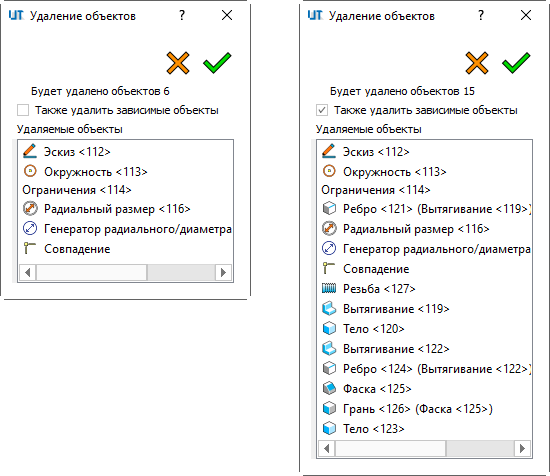 Удаление объектов ?
Будет удалено объектов 6
Также удалить зависимые объекты
Удаляемые объекты
Эскиз <112>
Окружность <113>
Ограничения <114>
Радиальный размер <116>
Генератор радиального/диаметра
Совпадение
Удаление объектов ?
Будет удалено объектов 15
Также удалить зависимые объекты
Удаляемые объекты
Эскиз <112>
Окружность <113>
Ограничения <114>
Ребро <121> (Вытягивание <119>)
Радиальный размер <116>
Генератор радиального/диаметра
Совпадение
Резьба <127>
Вытягивание <119>
Тело <120>
Вытягивание <122>
Ребро <124> (Вытягивание <122>)
Фаска <125>
Грань <126> (Фаска <125>)
Тело <123>